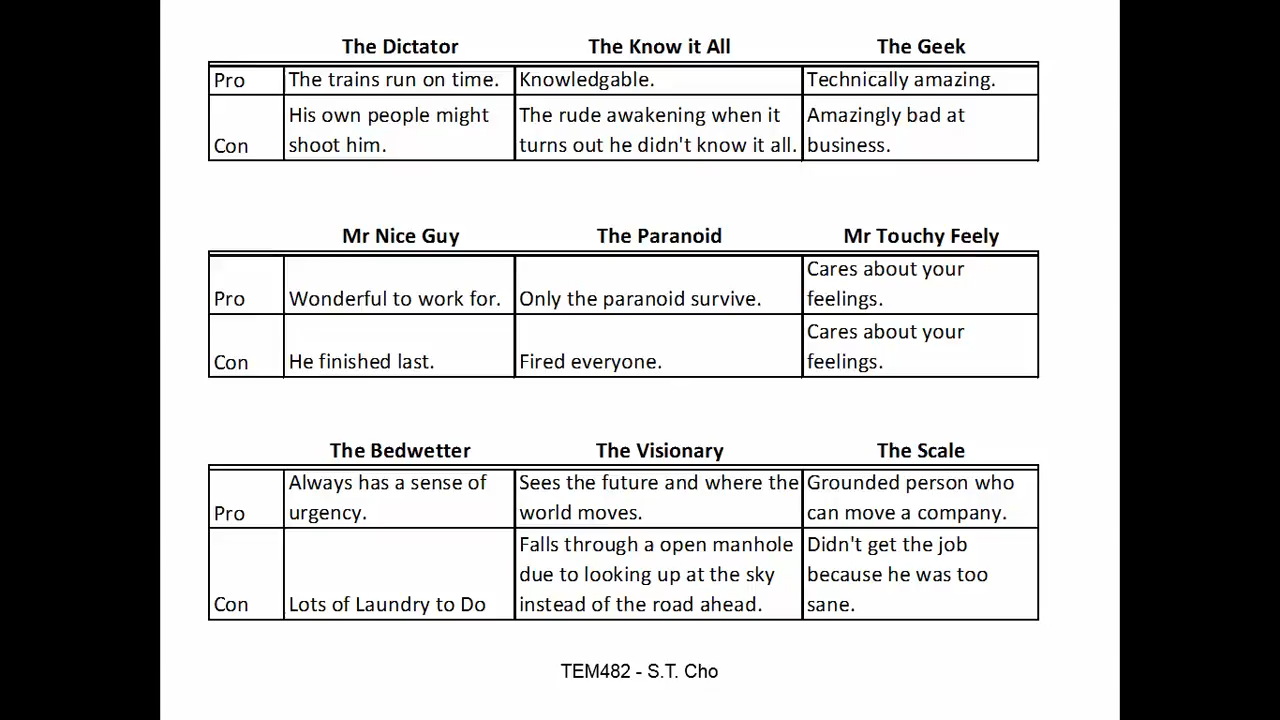 The Dictator The Know it All The Geek
Pro The trains run on time. Knowledgable. Technically amazing.
His own people might The rude awakening when it Amazingly bad at
Con shoot him. turns out he didn't know it all. business.
Mr Nice Guy The Paranoid Mr Touchy Feely
Cares about your
Pro Wonderful to work for. Only the paranoid survive. feelings.
Cares about your
Con He finished last. Fired everyone. feelings.
The Bedwetter The Visionary The Scale
Always has a sense of Sees the future and where the Grounded person who
Pro urgency. world moves. can move a company.
Falls through a open manhole Didn't get the job
due to looking up at the sky because he was too
Con Lots of Laundry to Do instead of the road ahead. sane.
TEM482 - S.T. Cho